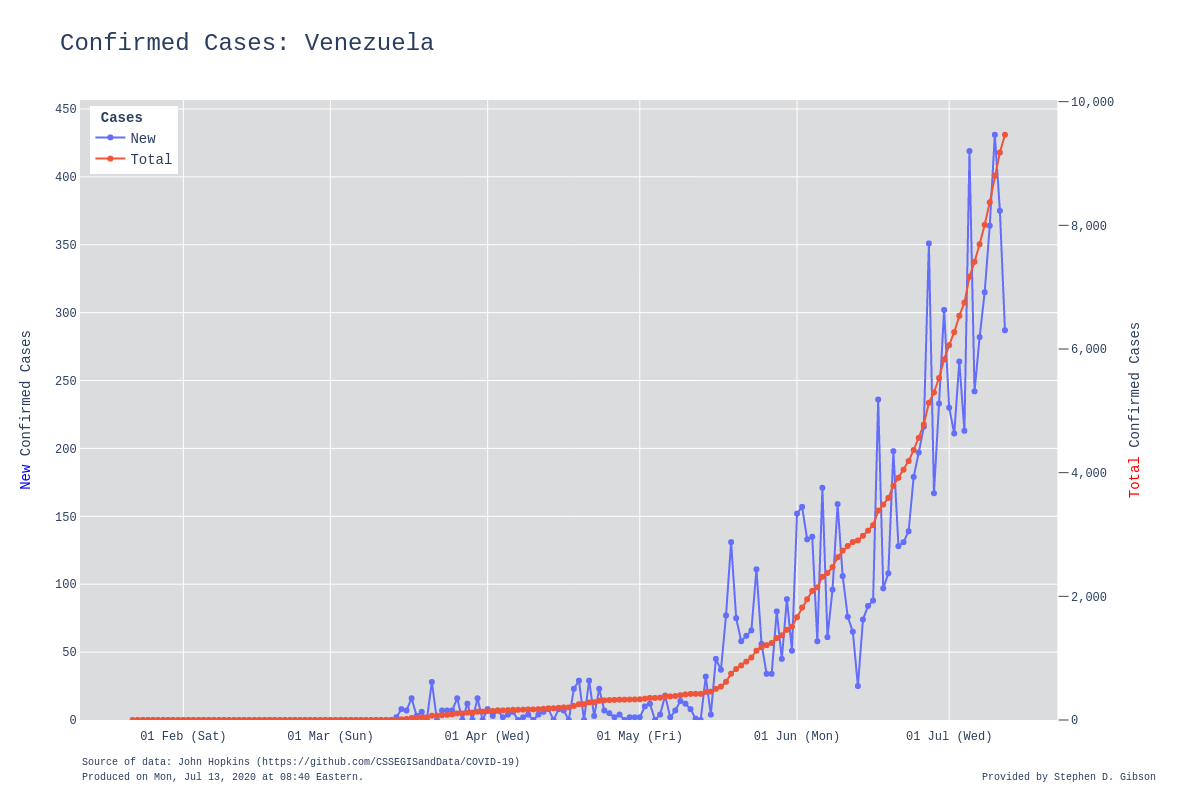 Confirmed Cases: Venezuela
Cases
New
Total
450
400
350
300
250
200
150
100
50
0
10,000
8,000
6,000
4,000
2,000
0
New Confirmed Cases
Total Confirmed Cases
01 Feb (Sat)
01 Mar (Sun)
01 Apr (Wed)
01 May (Fri)
01 Jun (Mon)
01 Jul (Wed)
Source of data: John Hopkins (https://github.com/CSSEGISandData/COVID-19)
Produced on Mon, Jul 13, 2020 at 08:40 Eastern.
Provided by Stephen D. Gibson